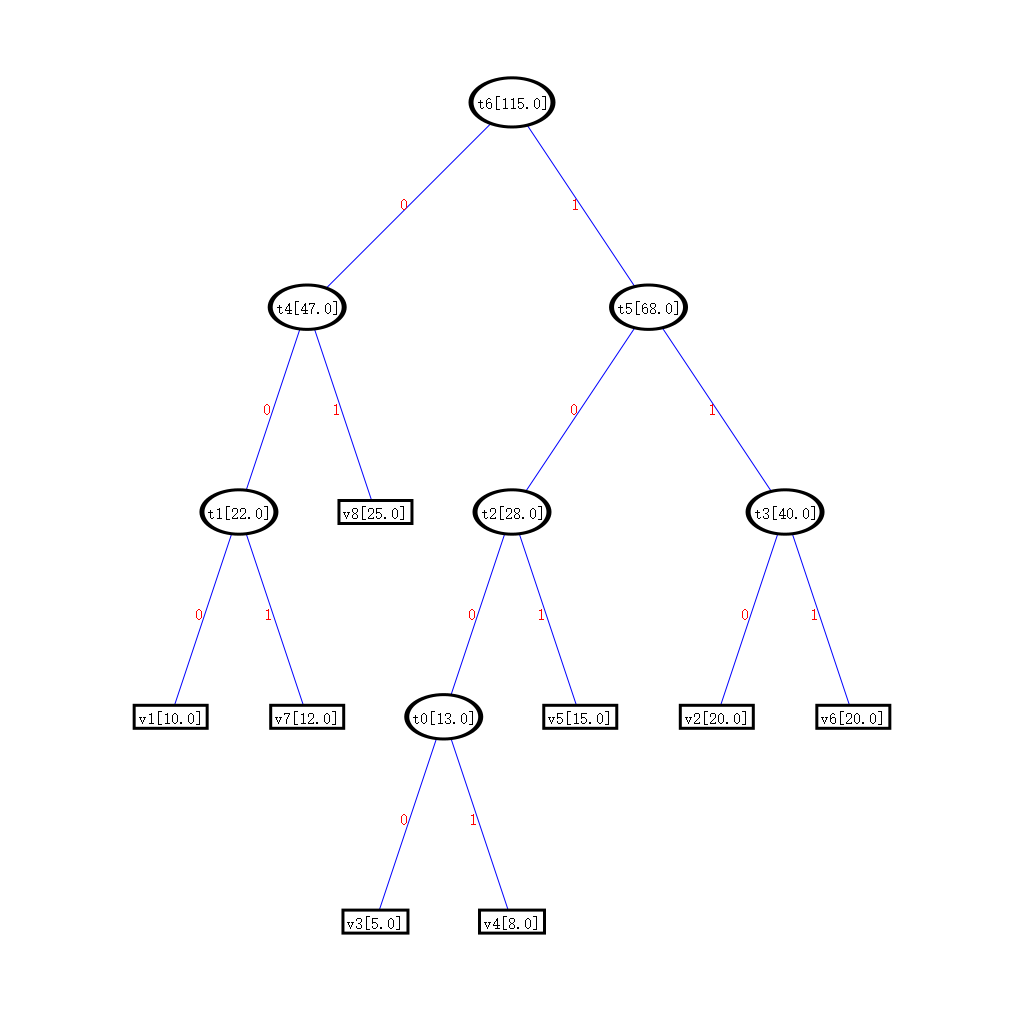 t6[115.0]
0
1
t4[47.0]
t5[68.0]
0
1
0
1
t1[22.0]
v8[25.0]
t2[28.0]
t3[40.0]
0
1
0
1
0
1
v1[10.0]
v7[12.0]
t0[13.0]
v5[15.0]
v2[20.0]
v6[20.0]
0
1
v3[5.0]
v4[8.0]